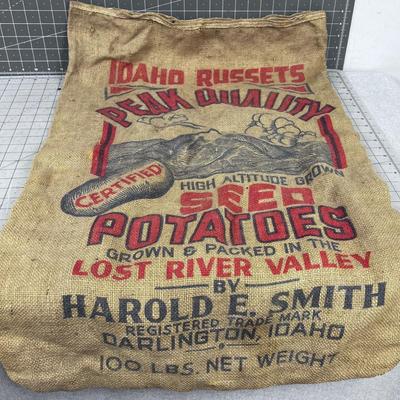 IDAHO RUSSETS
PEAK QUALITY
CERTIFIED
HIGH ALTITUDE GROWN
SEED
POTATOES
GROWN & PACKED IN THE
LOST RIVER VALLEY
BY
HAROLD E. SMITH
REGISTERED TRADE MARK
DARLINGTON, IDAHO
100 LBS. NET WEIGHT